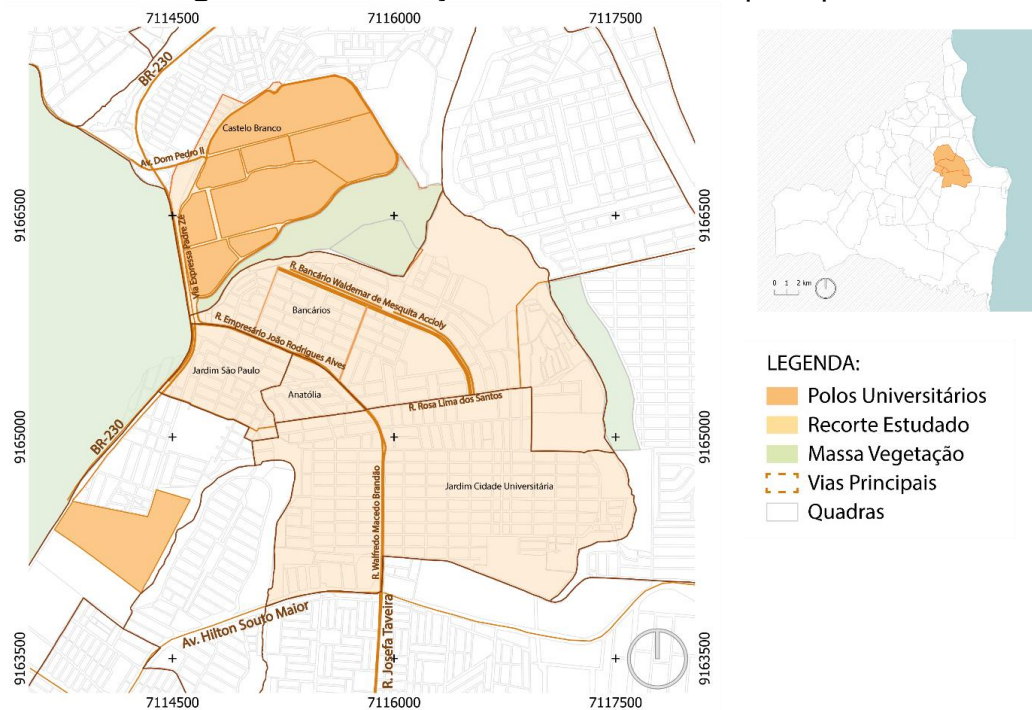 7114500
7116000
7117500
BR-230
Castelo Branco
Av. Dom Pedro II
9166500
9166500
Via Expressa Padre Zé
R. Bancário Waldemar de Mesquita Accioly
Bancários
R. Empresário João Rodrigues Alves
Jardim São Paulo
Anatólia
R. Rosa Lima dos Santos
BR-230
9165000
9165000
Jardim Cidade Universitária
R. Walfredo Macedo Brandão
Av. Hilton Souto Maior
R. Josefa Taveira
9163500
9163500
7114500
7116000
7117500
0 1 2 km
LEGENDA:
Polos Universitários
Recorte Estudado
Massa Vegetação
Vias Principais
Quadras